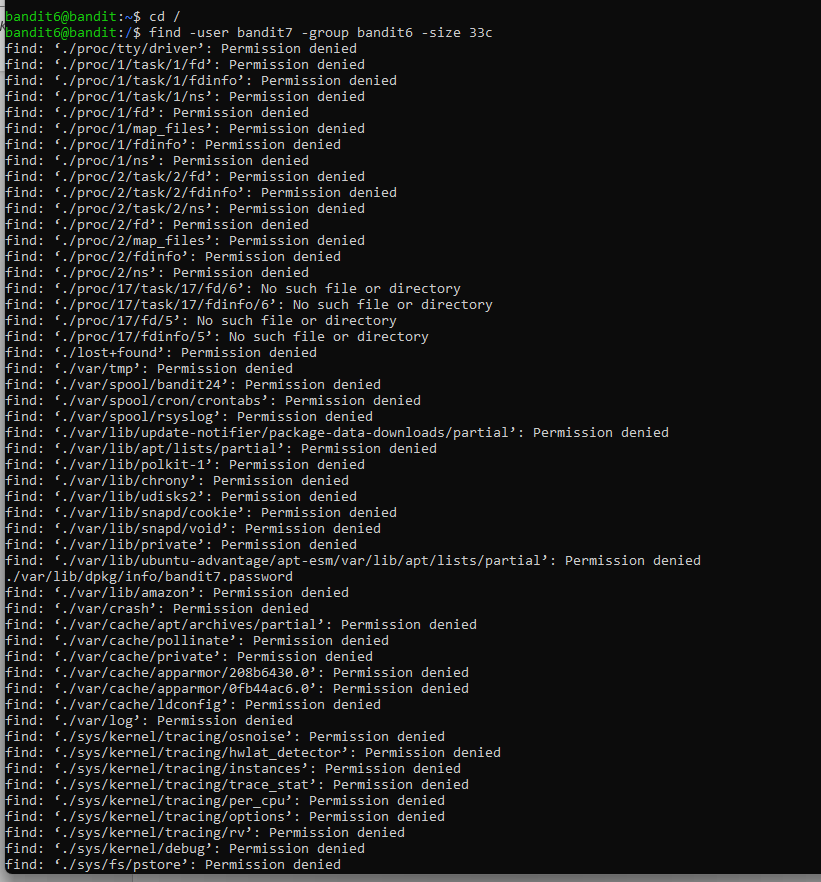 bandit6@bandit:~$ cd /
bandit6@bandit:/$ find -user bandit7 -group bandit6 -size 33c
find: ‘./proc/tty/driver’: Permission denied
find: ‘./proc/1/task/1/fd’: Permission denied
find: ‘./proc/1/task/1/fdinfo’: Permission denied
find: ‘./proc/1/task/1/ns’: Permission denied
find: ‘./proc/1/fd’: Permission denied
find: ‘./proc/1/map_files’: Permission denied
find: ‘./proc/1/fdinfo’: Permission denied
find: ‘./proc/1/ns’: Permission denied
find: ‘./proc/2/task/2/fd’: Permission denied
find: ‘./proc/2/task/2/fdinfo’: Permission denied
find: ‘./proc/2/task/2/ns’: Permission denied
find: ‘./proc/2/fd’: Permission denied
find: ‘./proc/2/map_files’: Permission denied
find: ‘./proc/2/fdinfo’: Permission denied
find: ‘./proc/2/ns’: Permission denied
find: ‘./proc/17/task/17/fd/6’: No such file or directory
find: ‘./proc/17/task/17/fdinfo/6’: No such file or directory
find: ‘./proc/17/fd/5’: No such file or directory
find: ‘./proc/17/fdinfo/5’: No such file or directory
find: ‘./lost+found’: Permission denied
find: ‘./var/tmp’: Permission denied
find: ‘./var/spool/bandit24’: Permission denied
find: ‘./var/spool/cron/crontabs’: Permission denied
find: ‘./var/spool/rsyslog’: Permission denied
find: ‘./var/lib/update-notifier/package-data-downloads/partial’: Permission denied
find: ‘./var/lib/apt/lists/partial’: Permission denied
find: ‘./var/lib/polkit-1’: Permission denied
find: ‘./var/lib/chrony’: Permission denied
find: ‘./var/lib/udisks2’: Permission denied
find: ‘./var/lib/snapd/cookie’: Permission denied
find: ‘./var/lib/snapd/void’: Permission denied
find: ‘./var/lib/private’: Permission denied
find: ‘./var/lib/ubuntu-advantage/apt-esm/var/lib/apt/lists/partial’: Permission denied
./var/lib/dpkg/info/bandit7.password
find: ‘./var/lib/amazon’: Permission denied
find: ‘./var/crash’: Permission denied
find: ‘./var/cache/apt/archives/partial’: Permission denied
find: ‘./var/cache/pollinate’: Permission denied
find: ‘./var/cache/private’: Permission denied
find: ‘./var/cache/apparmor/208b6430.0’: Permission denied
find: ‘./var/cache/apparmor/0fb44ac6.0’: Permission denied
find: ‘./var/cache/ldconfig’: Permission denied
find: ‘./var/log’: Permission denied
find: ‘./sys/kernel/tracing/osnoise’: Permission denied
find: ‘./sys/kernel/tracing/hwlat_detector’: Permission denied
find: ‘./sys/kernel/tracing/instances’: Permission denied
find: ‘./sys/kernel/tracing/trace_stat’: Permission denied
find: ‘./sys/kernel/tracing/per_cpu’: Permission denied
find: ‘./sys/kernel/tracing/options’: Permission denied
find: ‘./sys/kernel/tracing/rv’: Permission denied
find: ‘./sys/kernel/debug’: Permission denied
find: ‘./sys/fs/pstore’: Permission denied